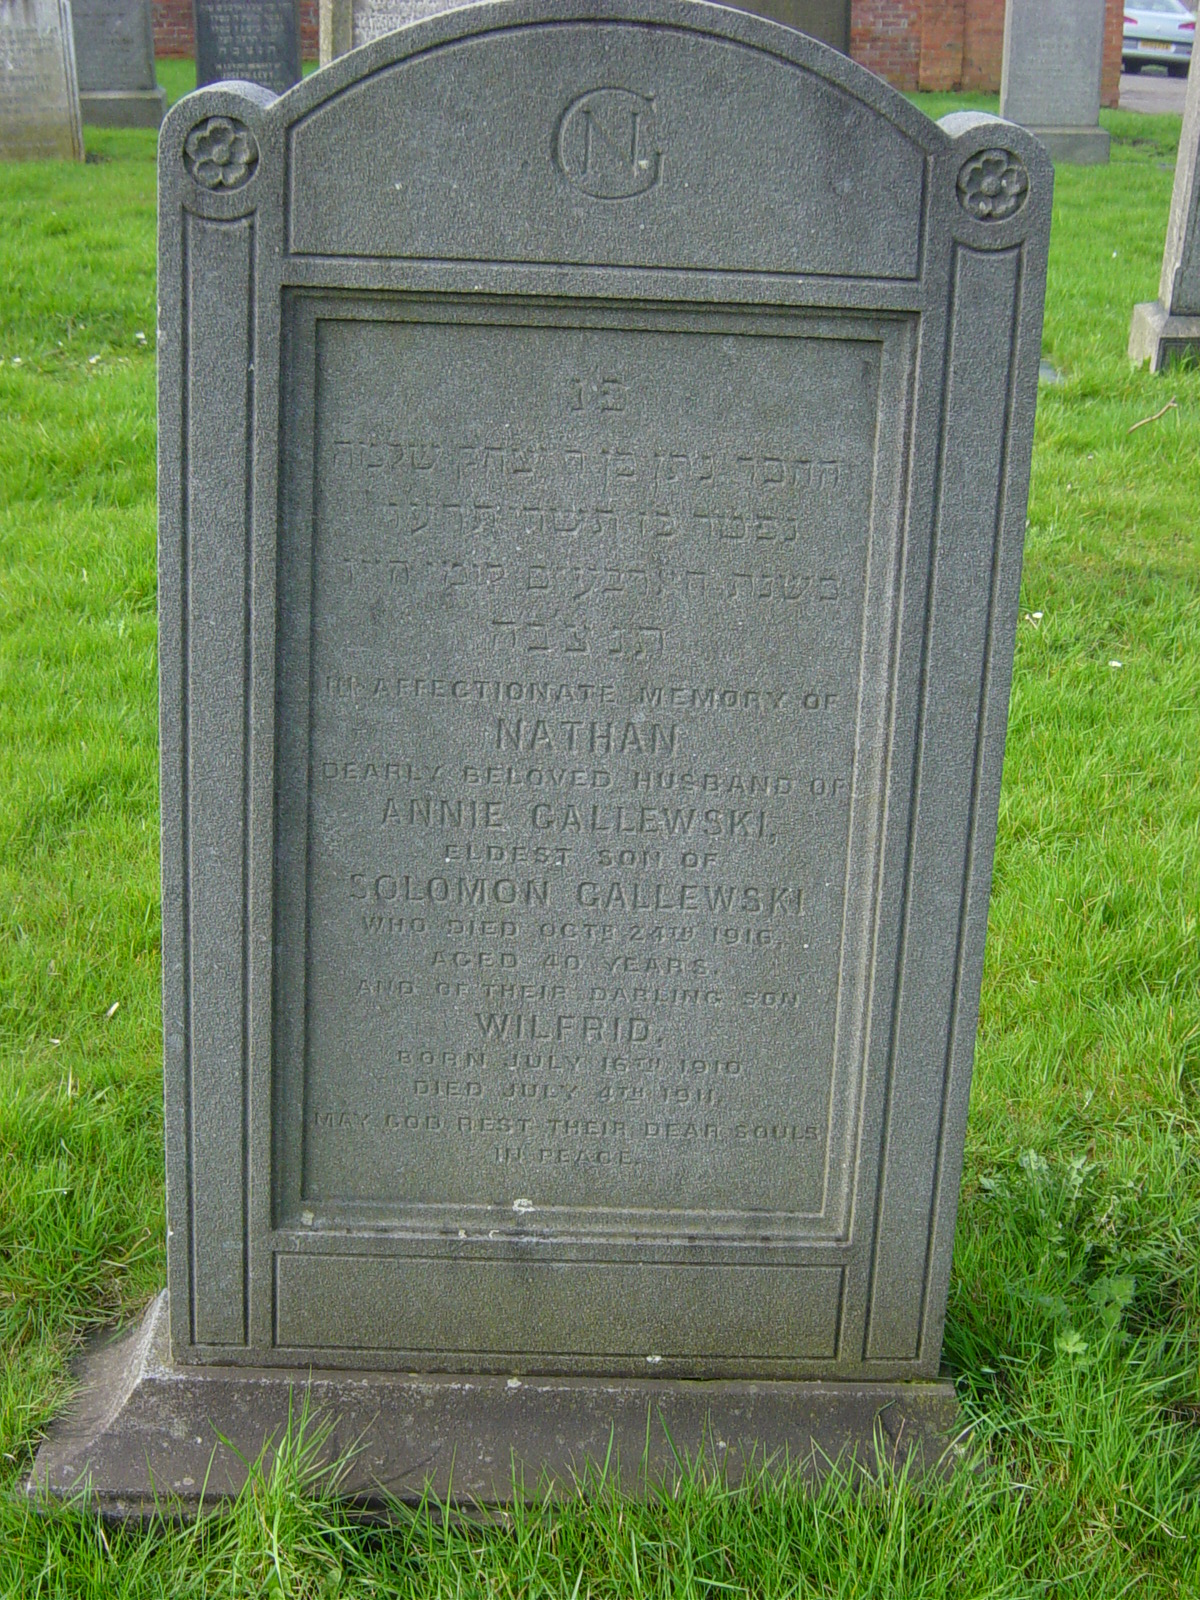 GN
פ נ
החבר נתן בן ר' יצחק שלמה
נפטר כז תשרי תרעז
בשנת הארבעים לימי חייו
תנצבה
IN AFFECTIONATE MEMORY OF
NATHAN
DEARLY BELOVED HUSBAND OF
ANNIE GALLEWSKI,
ELDEST SON OF
SOLOMON GALLEWSKI
WHO DIED OCTR 24TH 1916,
AGED 40 YEARS.
AND OF THEIR DARLING SON
WILFRID,
BORN JULY 16TH 1910
DIED JULY 4TH 1911.
MAY GOD REST THEIR DEAR SOULS
IN PEACE.